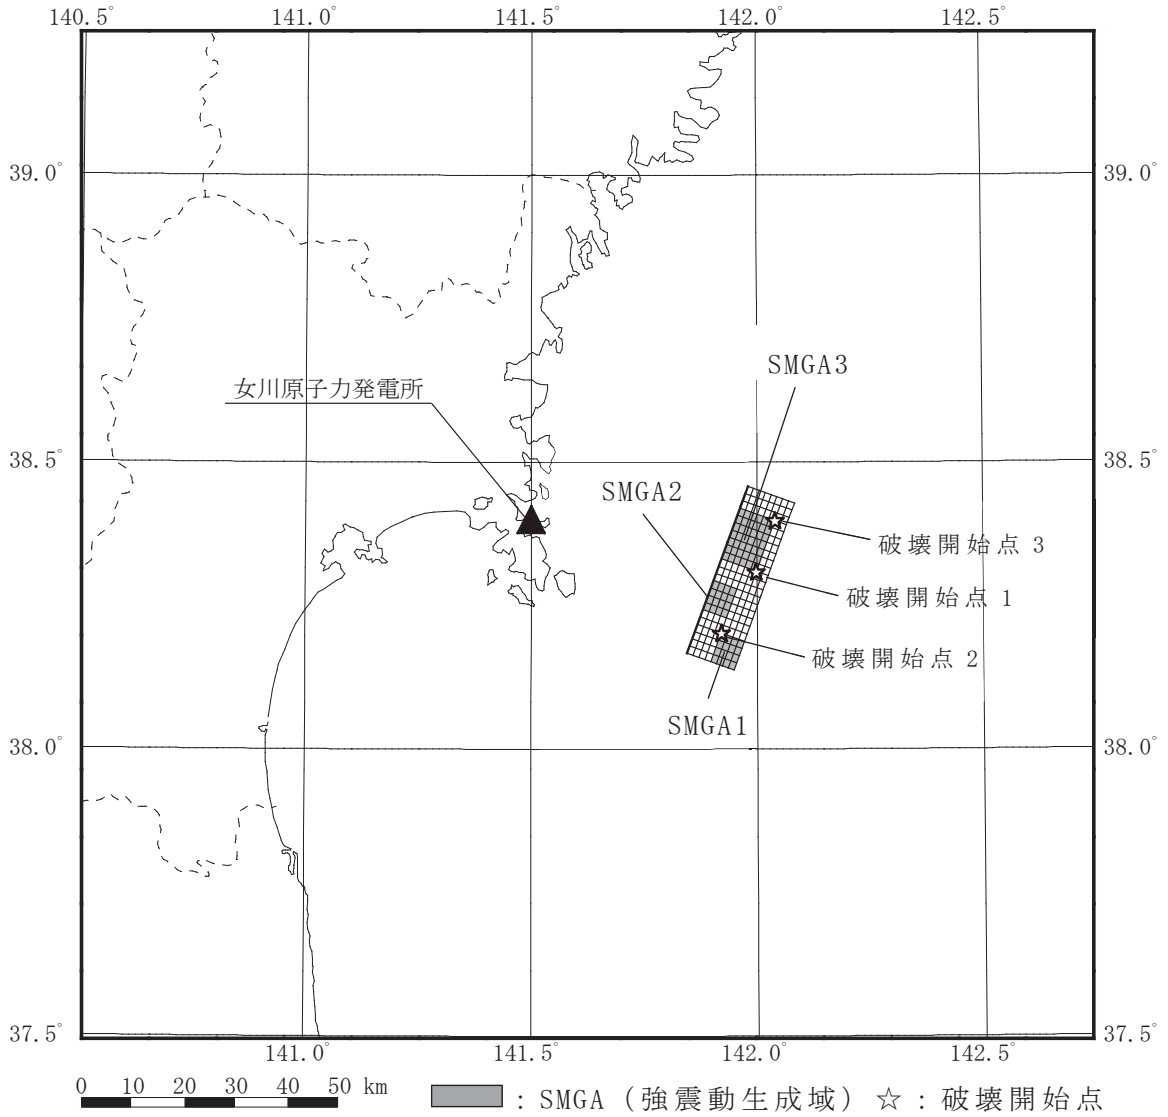 140.5° 141.0° 141.5° 142.0° 142.5°
39.0° 39.0°
SMGA3
女川原子力発電所
38.5° 38.5°
SMGA2
破壊開始点 3
破壊開始点 1
破壊開始点 2
SMGA1
38.0° 38.0°
37.5° 37.5°
141.0° 141.5° 142.0° 142.5°
0 10 20 30 40 50 km
: SMGA (強震動生成域) ☆ : 破壊開始点